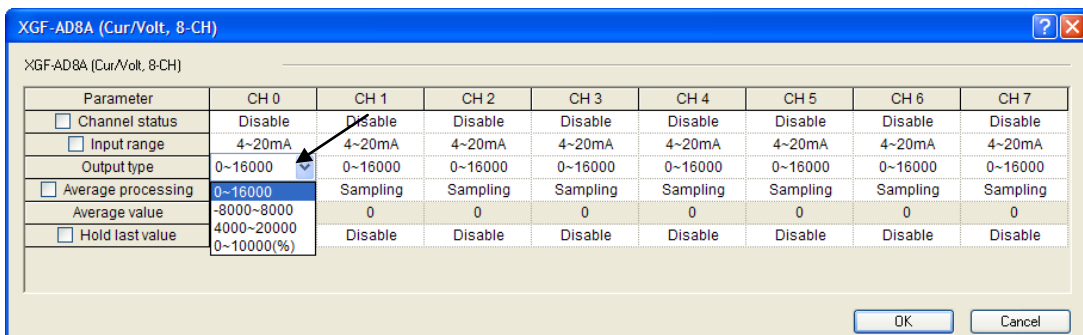 XGF-AD8A (Cur/Volt, 8-CH)
XGF-AD8A (Cur/Volt, 8-CH)
Parameter CH 0 CH 1 CH 2 CH 3 CH 4 CH 5 CH 6 CH 7
Channel status Disable Disable Disable Disable Disable Disable Disable Disable
Input range 4~20mA 4~20mA 4~20mA 4~20mA 4~20mA 4~20mA 4~20mA 4~20mA
Output type 0~16000 0~16000 0~16000 0~16000 0~16000 0~16000 0~16000 0~16000
Average processing 0~16000 Sampling Sampling Sampling Sampling Sampling Sampling Sampling
Average value -8000~8000 0 0 0 0 0 0 0
4000~20000
Hold last value 0~10000(%) Disable Disable Disable Disable Disable Disable Disable
OK Cancel